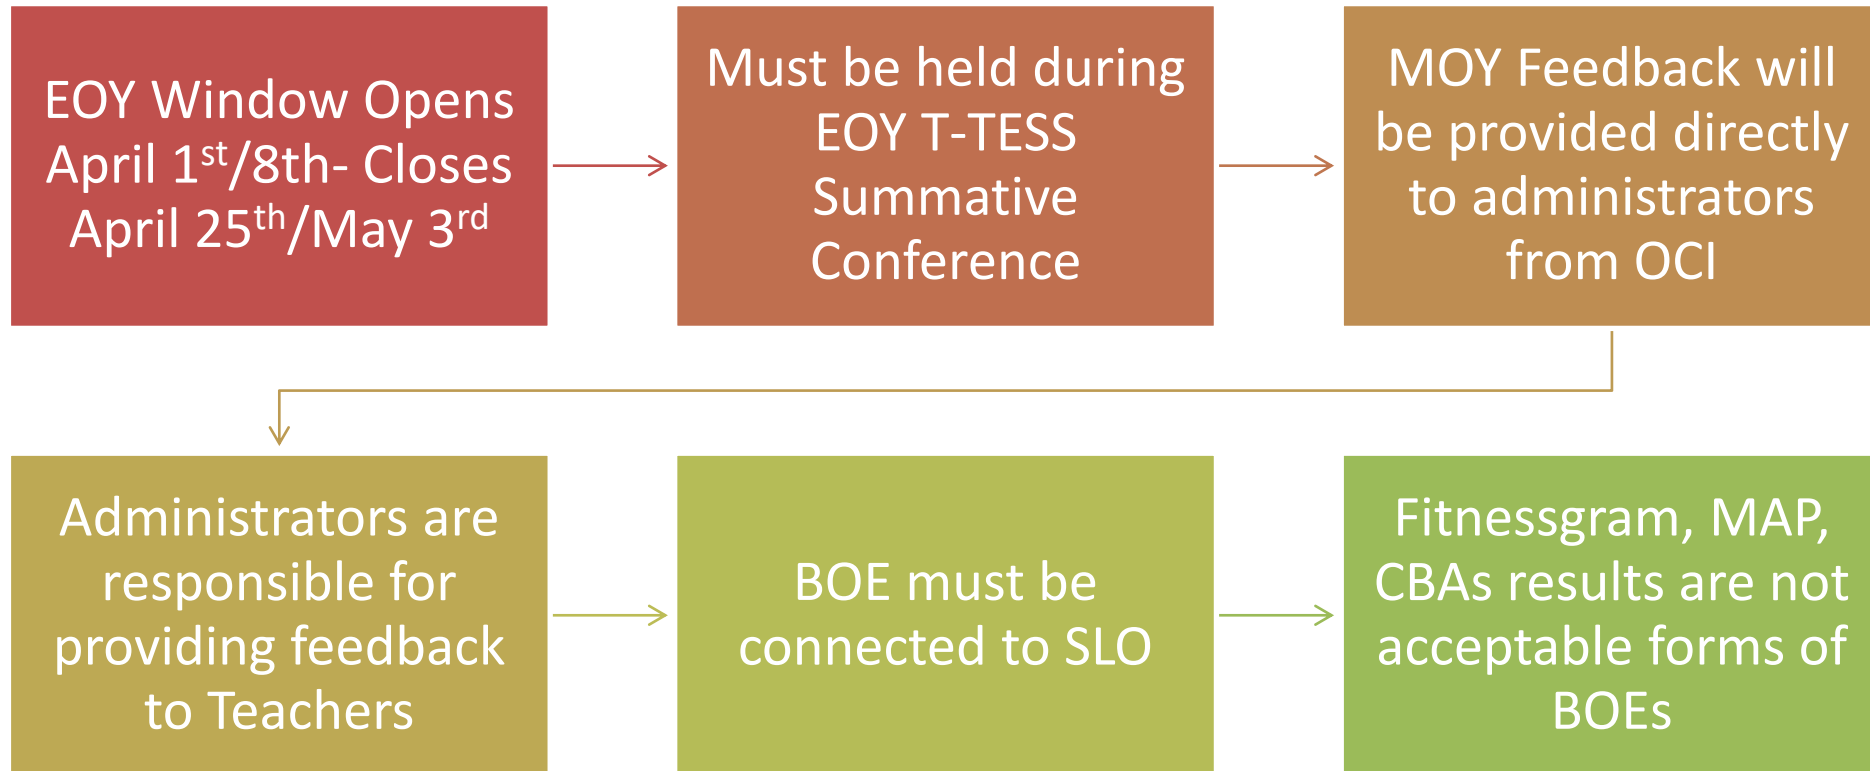 EOY Window Opens
April 1st/8th- Closes
April 25th/May 3rd
Must be held during
EOY T-TESS
Summative
Conference
MOY Feedback will
be provided directly
to administrators
from OCI
Administrators are
responsible for
providing feedback
to Teachers
BOE must be
connected to SLO
Fitnessgram, MAP,
CBAs results are not
acceptable forms of
BOEs